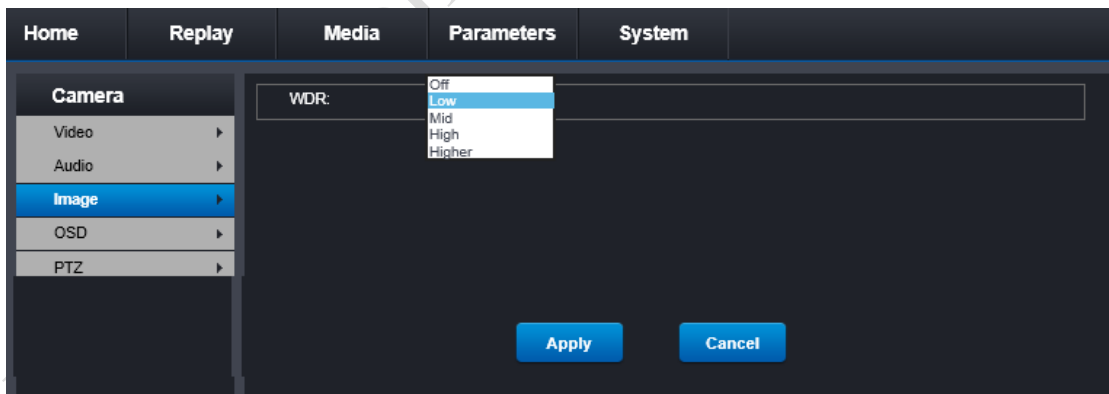 Home Replay Media Parameters System
Camera
Video
Audio
Image
OSD
PTZ
WDR:
Off
Low
Mid
High
Higher
Apply Cancel